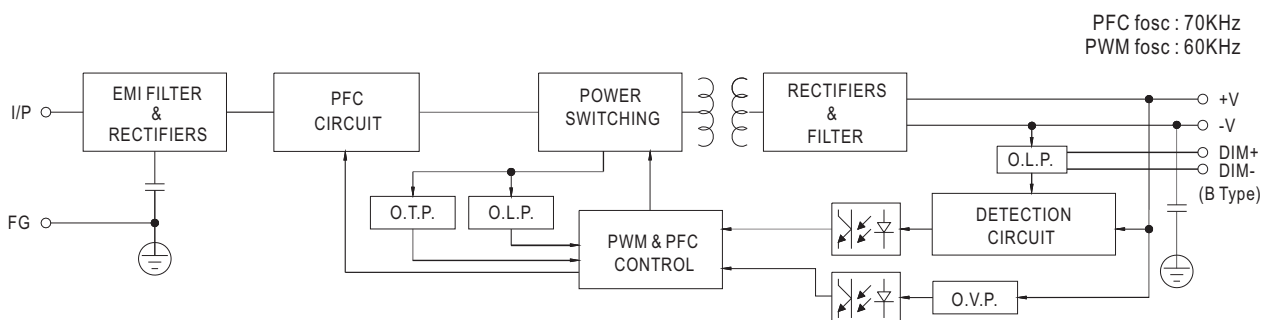 PFC fosc : 70KHz
PWM fosc : 60KHz
I/P
EMI FILTER
&
RECTIFIERS
PFC
CIRCUIT
POWER
SWITCHING
RECTIFIERS
&
FILTER
+V
-V
DIM+
DIM-
(B Type)
O.L.P.
FG
O.T.P.
O.L.P.
PWM & PFC
CONTROL
DETECTION
CIRCUIT
O.V.P.